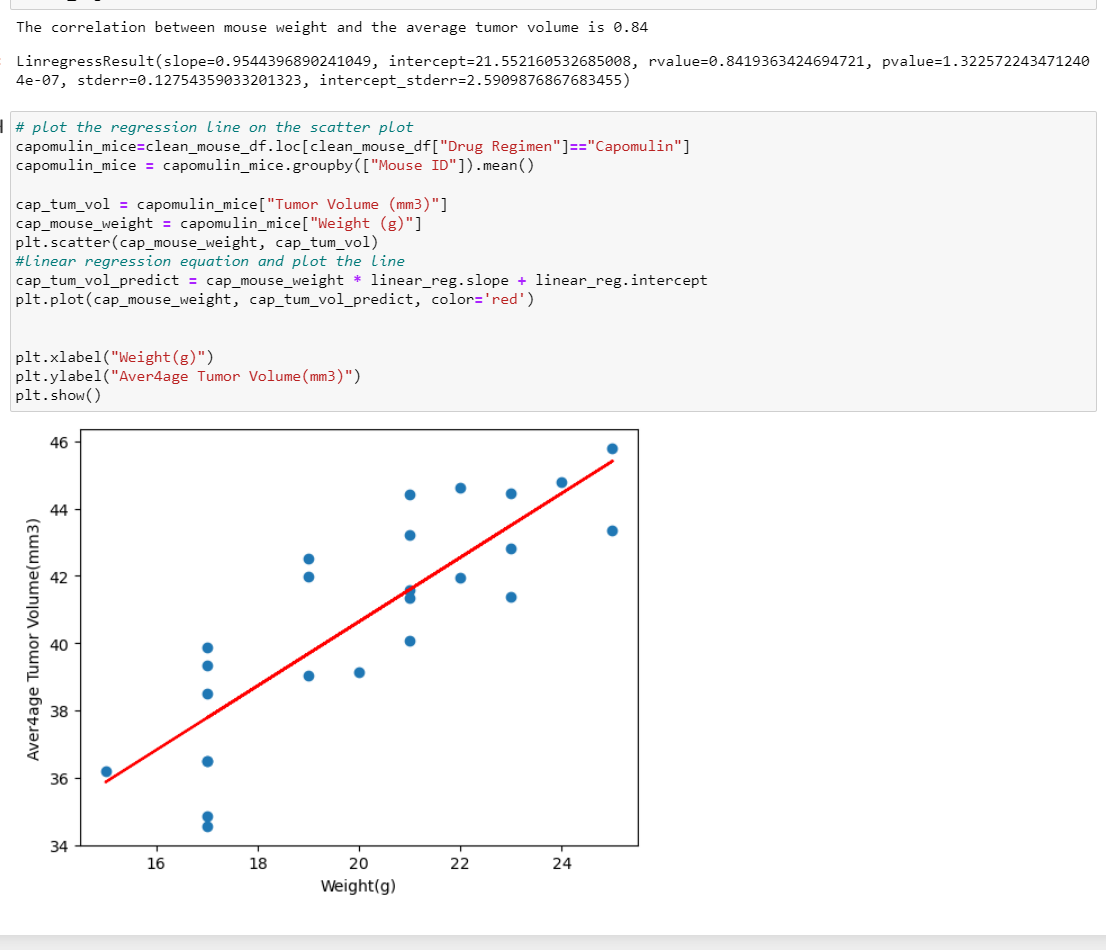 The correlation between mouse weight and the average tumor volume is 0.84
LinregressResult(slope=0.9544396890241049, intercept=21.552160532685008, rvalue=0.8419363424694721, pvalue=1.322572243471240
4e-07, stderr=0.12754359033201323, intercept_stderr=2.5909876867683455)
# plot the regression line on the scatter plot
capomulin_mice=clean_mouse_df.loc[clean_mouse_df["Drug Regimen"]=="Capomulin"]
capomulin_mice = capomulin_mice.groupby(["Mouse ID"]).mean()
cap_tum_vol = capomulin_mice["Tumor Volume (mm3)"]
cap_mouse_weight = capomulin_mice["Weight (g)"]
plt.scatter(cap_mouse_weight, cap_tum_vol)
#linear regression equation and plot the line
cap_tum_vol_predict = cap_mouse_weight * linear_reg.slope + linear_reg.intercept
plt.plot(cap_mouse_weight, cap_tum_vol_predict, color='red')
plt.xlabel("Weight(g)")
plt.ylabel("Aver4age Tumor Volume(mm3)")
plt.show()
46
44
42
40
38
36
34
Aver4age Tumor Volume(mm3)
16 18 20 22 24
Weight(g)